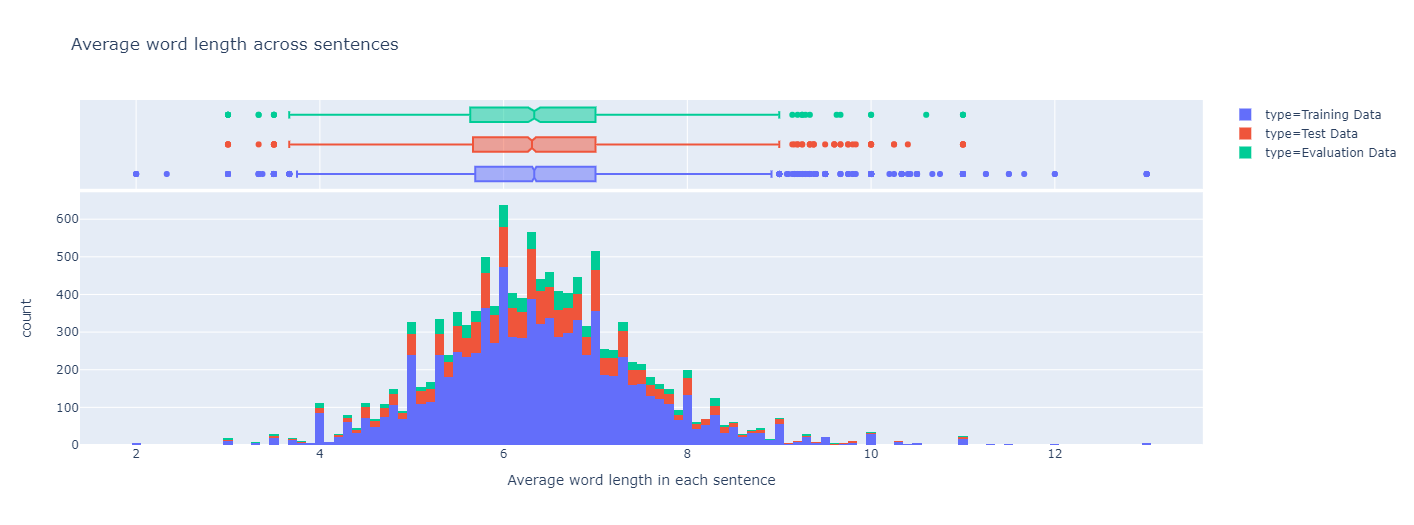 Average word length across sentences
type=Training Data
type=Test Data
type=Evaluation Data
600
500
400
300
200
100
0
count
2 4 6 8 10 12
Average word length in each sentence